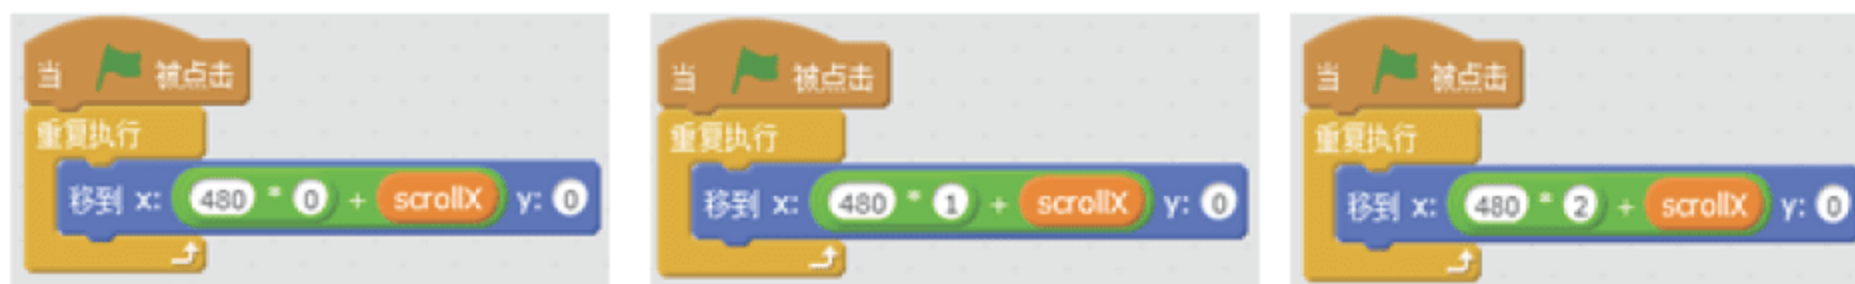 当 被点击
重复执行
移到 x: 480 * 0 + scrollX y: 0
当 被点击
重复执行
移到 x: 480 * 1 + scrollX y: 0
当 被点击
重复执行
移到 x: 480 * 2 + scrollX y: 0